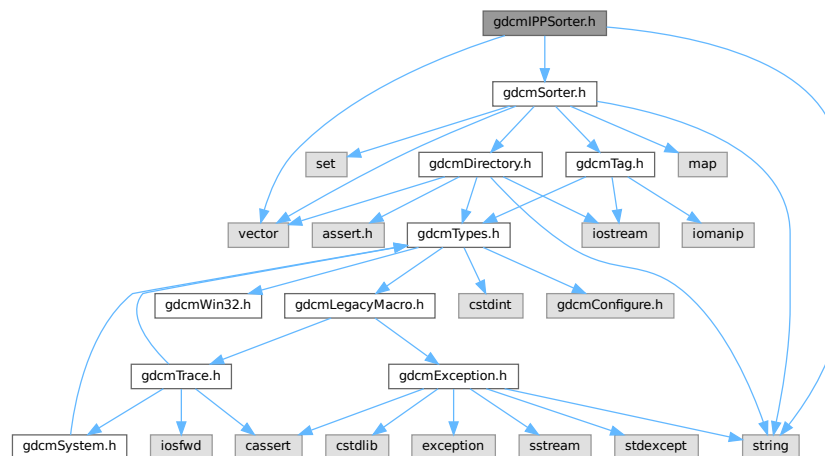 gdcmIPPSorter.h
gdcmSorter.h
set
gdcmDirectory.h
gdcmTag.h
map
vector
assert.h
gdcmTypes.h
iostream
iomanip
gdcmWin32.h
gdcmLegacyMacro.h
cstdint
gdcmConfigure.h
gdcmTrace.h
gdcmException.h
gdcmSystem.h
iosfwd
cassert
cstdlib
exception
sstream
stdexcept
string